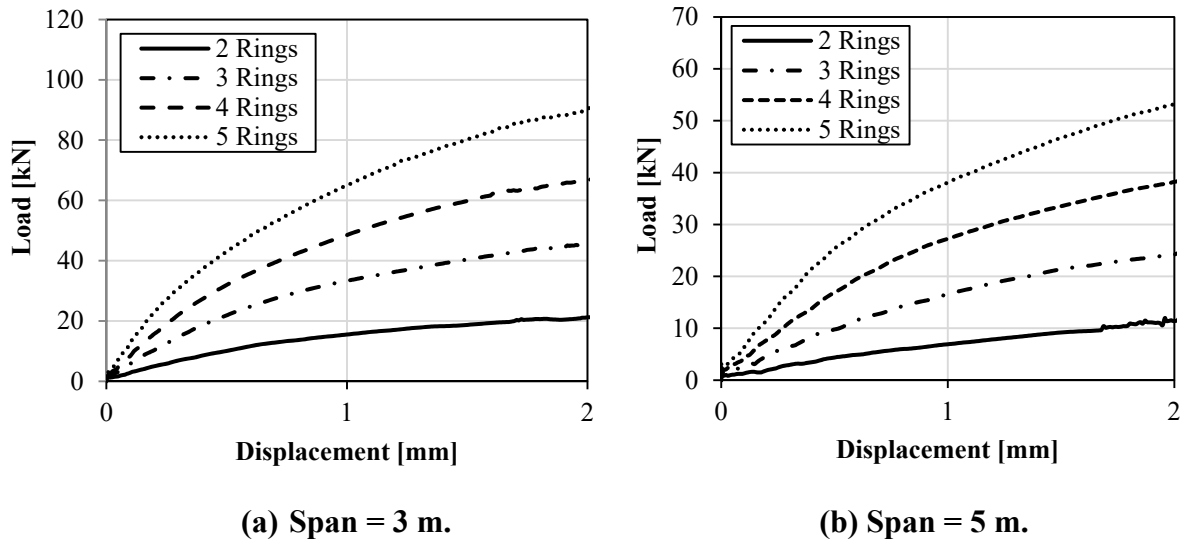 120
100
80
60
40
20
0
Load [kN]
2 Rings
3 Rings
4 Rings
5 Rings
0 1 2
Displacement [mm]
(a) Span = 3 m.
70
60
50
40
30
20
10
0
Load [kN]
2 Rings
3 Rings
4 Rings
5 Rings
0 1 2
Displacement [mm]
(b) Span = 5 m.